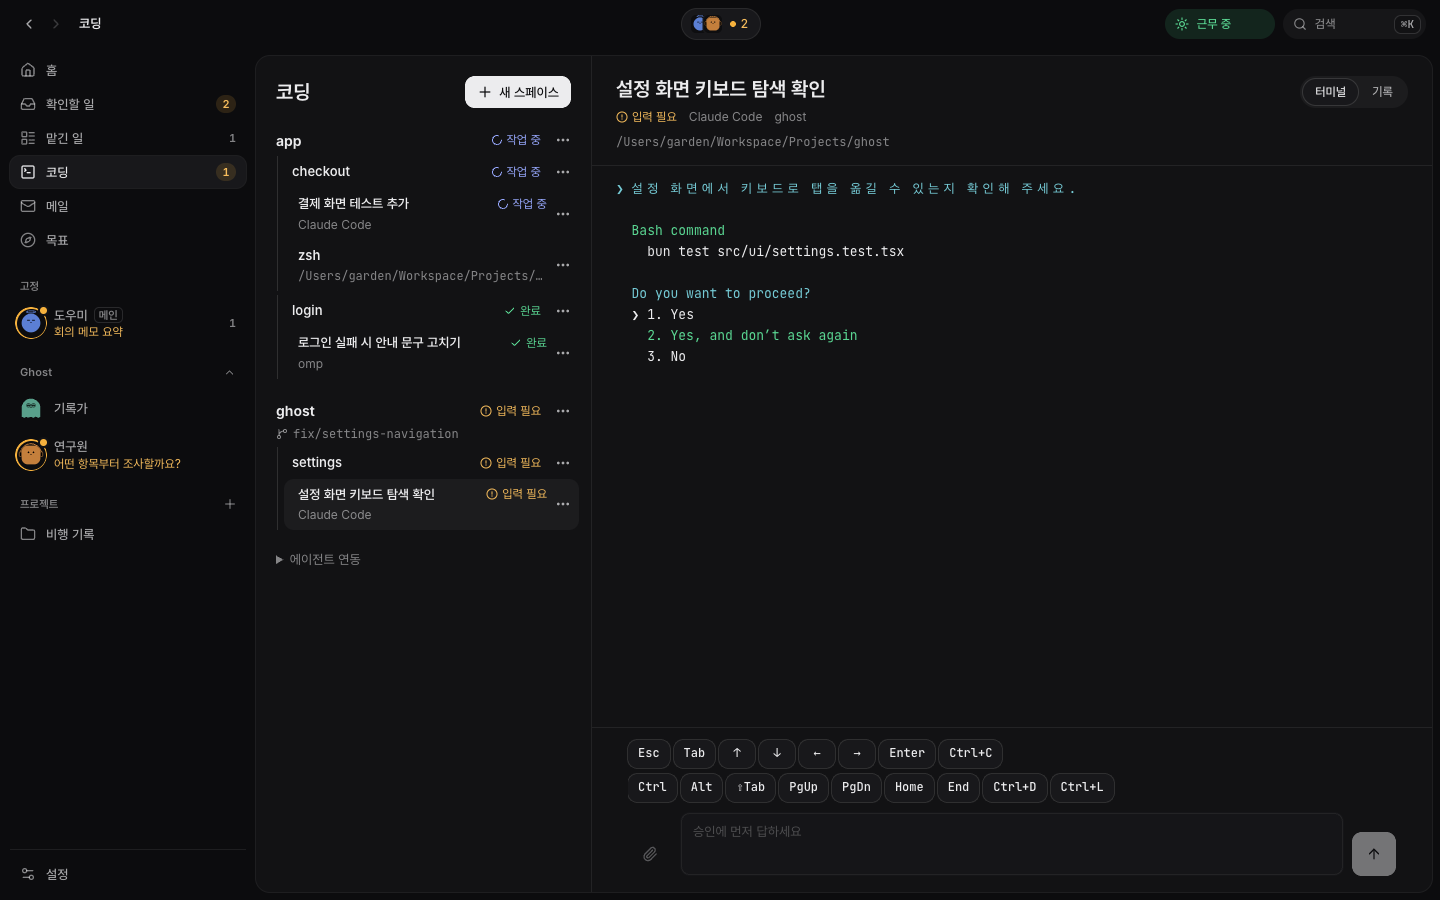 코딩
2
근무 중
검색
⌘K
홈
확인할 일
2
맡긴 일
1
코딩
1
메일
목표
고정
도우미
메인
회의 메모 요약
1
Ghost
기록가
연구원
어떤 항목부터 조사할까요?
프로젝트
비행 기록
설정
코딩
새 스페이스
app
작업 중
checkout
작업 중
결제 화면 테스트 추가
작업 중
Claude Code
zsh
/Users/garden/Workspace/Projects/…
login
완료
로그인 실패 시 안내 문구 고치기
완료
omp
ghost
입력 필요
fix/settings-navigation
settings
입력 필요
설정 화면 키보드 탐색 확인
입력 필요
Claude Code
에이전트 연동
설정 화면 키보드 탐색 확인
입력 필요 Claude Code ghost
/Users/garden/Workspace/Projects/ghost
터미널
기록
❯ 설정 화면에서 키보드로 탭을 옮길 수 있는지 확인해 주세요.
Bash command
bun test src/ui/settings.test.tsx
Do you want to proceed?
❯ 1. Yes
2. Yes, and don’t ask again
3. No
Esc Tab ↑ ↓ ← → Enter Ctrl+C
Ctrl Alt ⇧Tab PgUp PgDn Home End Ctrl+D Ctrl+L
승인에 먼저 답하세요